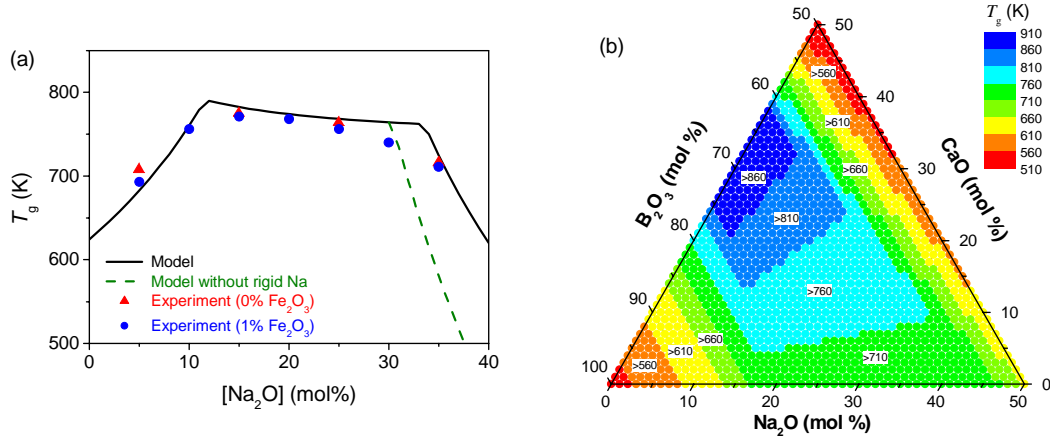 (a)
800
700
600
500
T_g (K)
Model
Model without rigid Na
Experiment (0% Fe₂O₃)
Experiment (1% Fe₂O₃)
0 10 20 30 40
[Na₂O] (mol%)
(b)
T_g (K)
910
860
810
760
710
660
610
560
510
50 50
60 40
70 30
80 20
90 10
100 0
B₂O₃ (mol %)
CaO (mol %)
>560
>610
>660
>860
>810
>760
>710
>660
>610
>560
0 10 20 30 40 50
Na₂O (mol %)